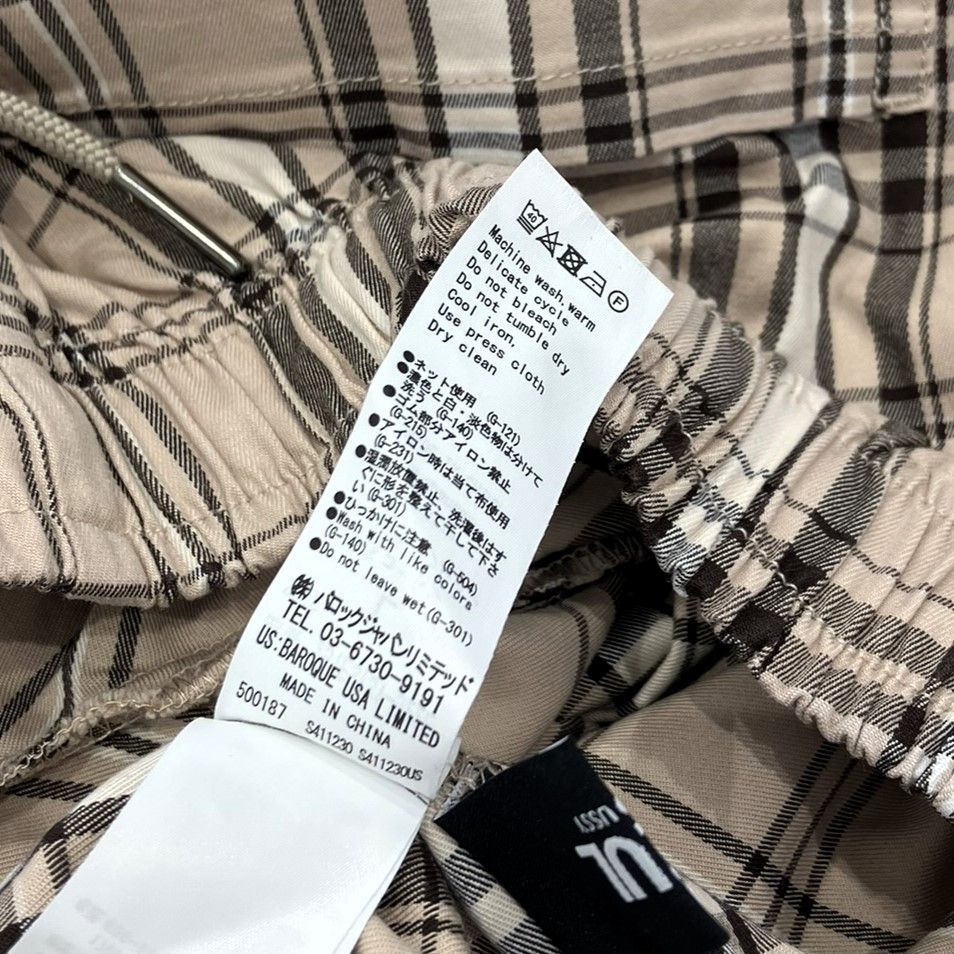 40
F
Machine wash,warm
Delicate cycle
Do not bleach
Do not tumble dry
Cool iron,
Use press cloth
Dry clean
●ネット使用 (G-121)
●濃色と白・淡色物は分けて
洗う (G-140)
●ゴム部分アイロン禁止
(G-215)
●アイロン時は当て布使用
(G-231)
●湿潤放置禁止、洗濯後はす
ぐに形を整えて干して下さ
い (G-301)
●ひっかけに注意 (G-504)
●Wash with like colors
(G-140)
●Do not leave wet(G-301)
㈱バロックジャパンリミテッド
TEL. 03-6730-9191
US:BAROQUE USA LIMITED
MADE IN CHINA
500187 S411230 S411230US